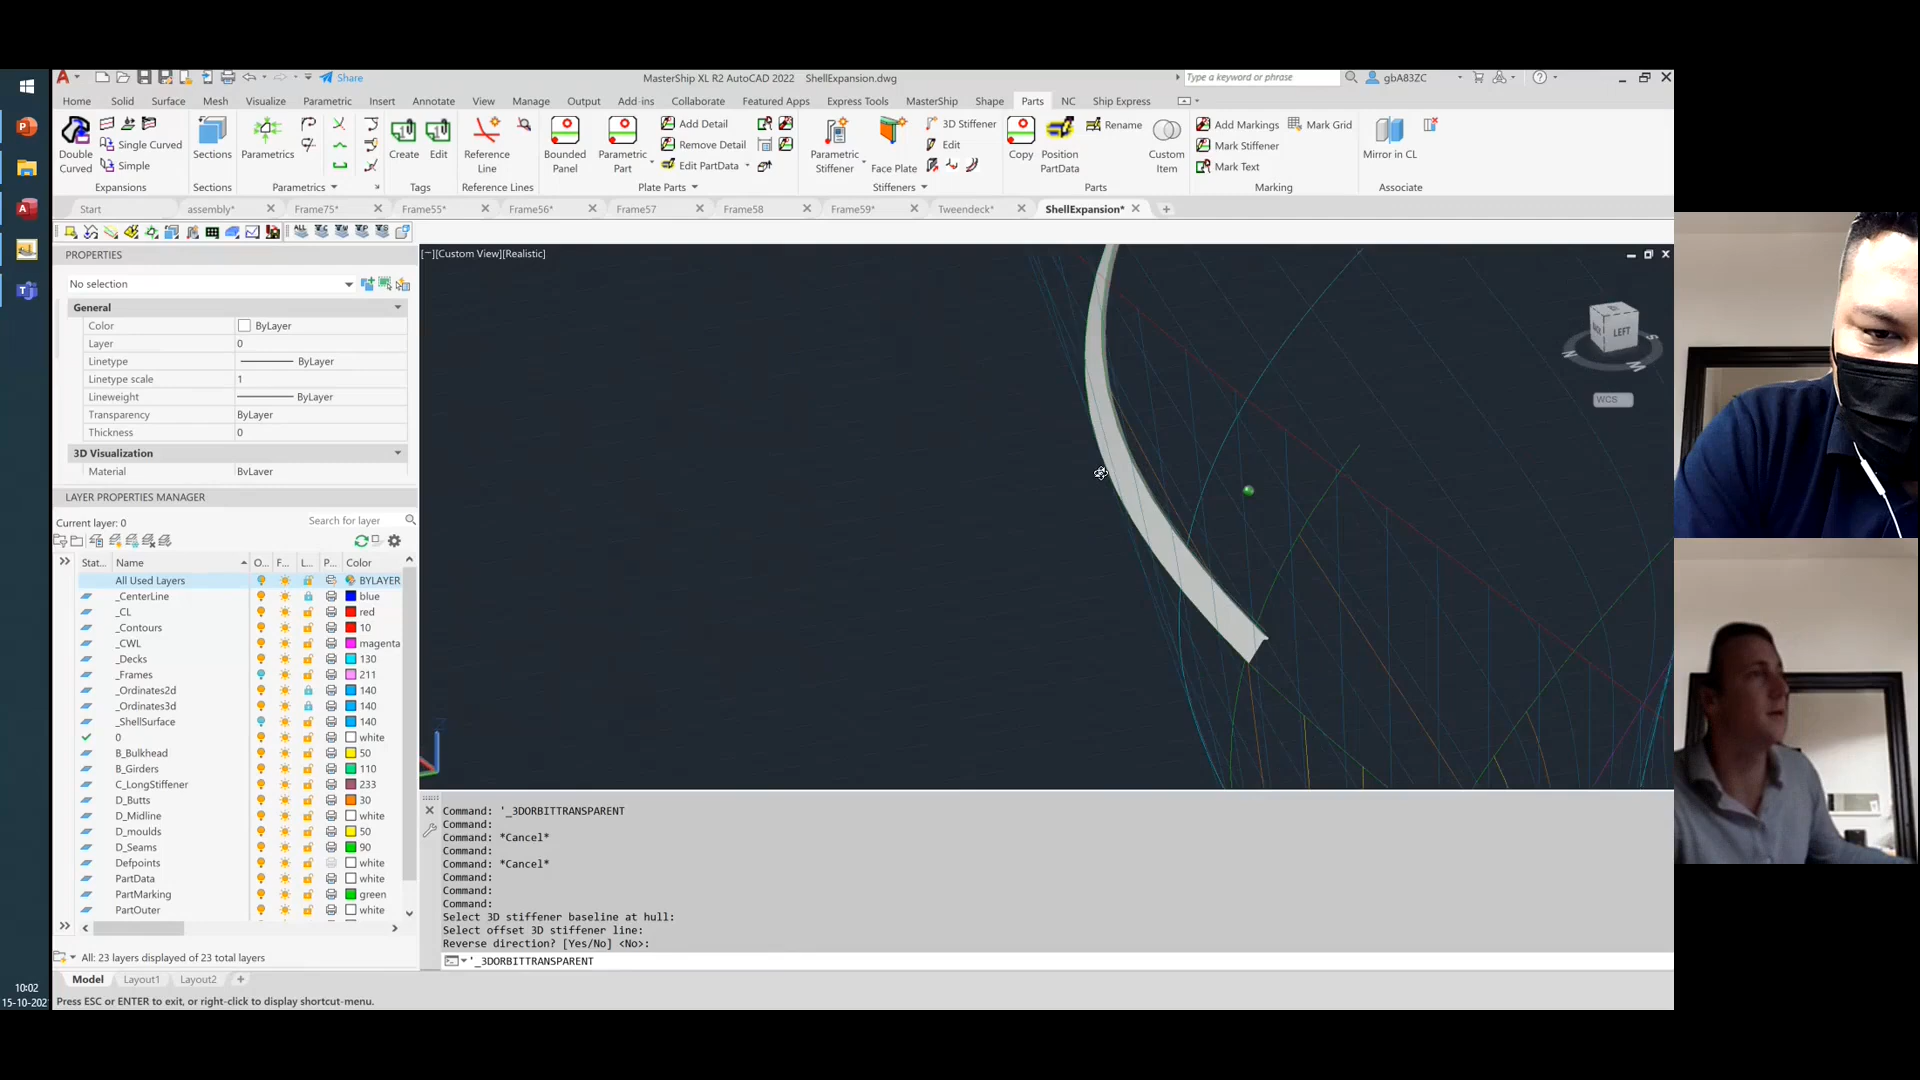 Share
MasterShip XL R2 AutoCAD 2022 ShellExpansion.dwg
Type a keyword or phrase
gbA83ZC
Home Solid Surface Mesh Visualize Parametric Insert Annotate View Manage Output Add-ins Collaborate Featured Apps Express Tools MasterShip Shape Parts NC Ship Express
Double Curved
Single Curved
Simple
Expansions
Sections
Sections
Parametrics
Parametrics
Create
Edit
Tags
Reference Line
Reference Lines
Bounded Panel
Parametric Part
Add Detail
Remove Detail
Edit PartData
Plate Parts
Parametric Stiffener
Face Plate
3D Stiffener
Edit
Stiffeners
Copy
Position PartData
Rename
Custom Item
Parts
Add Markings
Mark Grid
Mark Stiffener
Mark Text
Marking
Mirror in CL
Associate
Start assembly* Frame75* Frame55* Frame56* Frame57 Frame58 Frame59* Tweendeck* ShellExpansion*
PROPERTIES
No selection
General
Color ByLayer
Layer 0
Linetype ByLayer
Linetype scale 1
Lineweight ByLayer
Transparency ByLayer
Thickness 0
3D Visualization
Material ByLayer
LAYER PROPERTIES MANAGER
Current layer: 0
Search for layer
Stat... Name O... F... L... P... Color
All Used Layers BYLAYER
_CenterLine blue
_CL red
_Contours 10
_CWL magenta
_Decks 130
_Frames 211
_Ordinates2d 140
_Ordinates3d 140
_ShellSurface 140
0 white
B_Bulkhead 50
B_Girders 110
C_LongStiffener 233
D_Butts 30
D_Midline white
D_moulds 50
D_Seams 90
Defpoints white
PartData white
PartMarking green
PartOuter white
All: 23 layers displayed of 23 total layers
[−][Custom View][Realistic]
LEFT
N
S
WCS
Command: '_3DORBITTRANSPARENT
Command:
Command: *Cancel*
Command:
Command: *Cancel*
Command:
Command:
Command:
Select 3D stiffener baseline at hull:
Select offset 3D stiffener line:
Reverse direction? [Yes/No] <No>:
'_3DORBITTRANSPARENT
Model Layout1 Layout2
Press ESC or ENTER to exit, or right-click to display shortcut-menu.
10:02
15-10-202